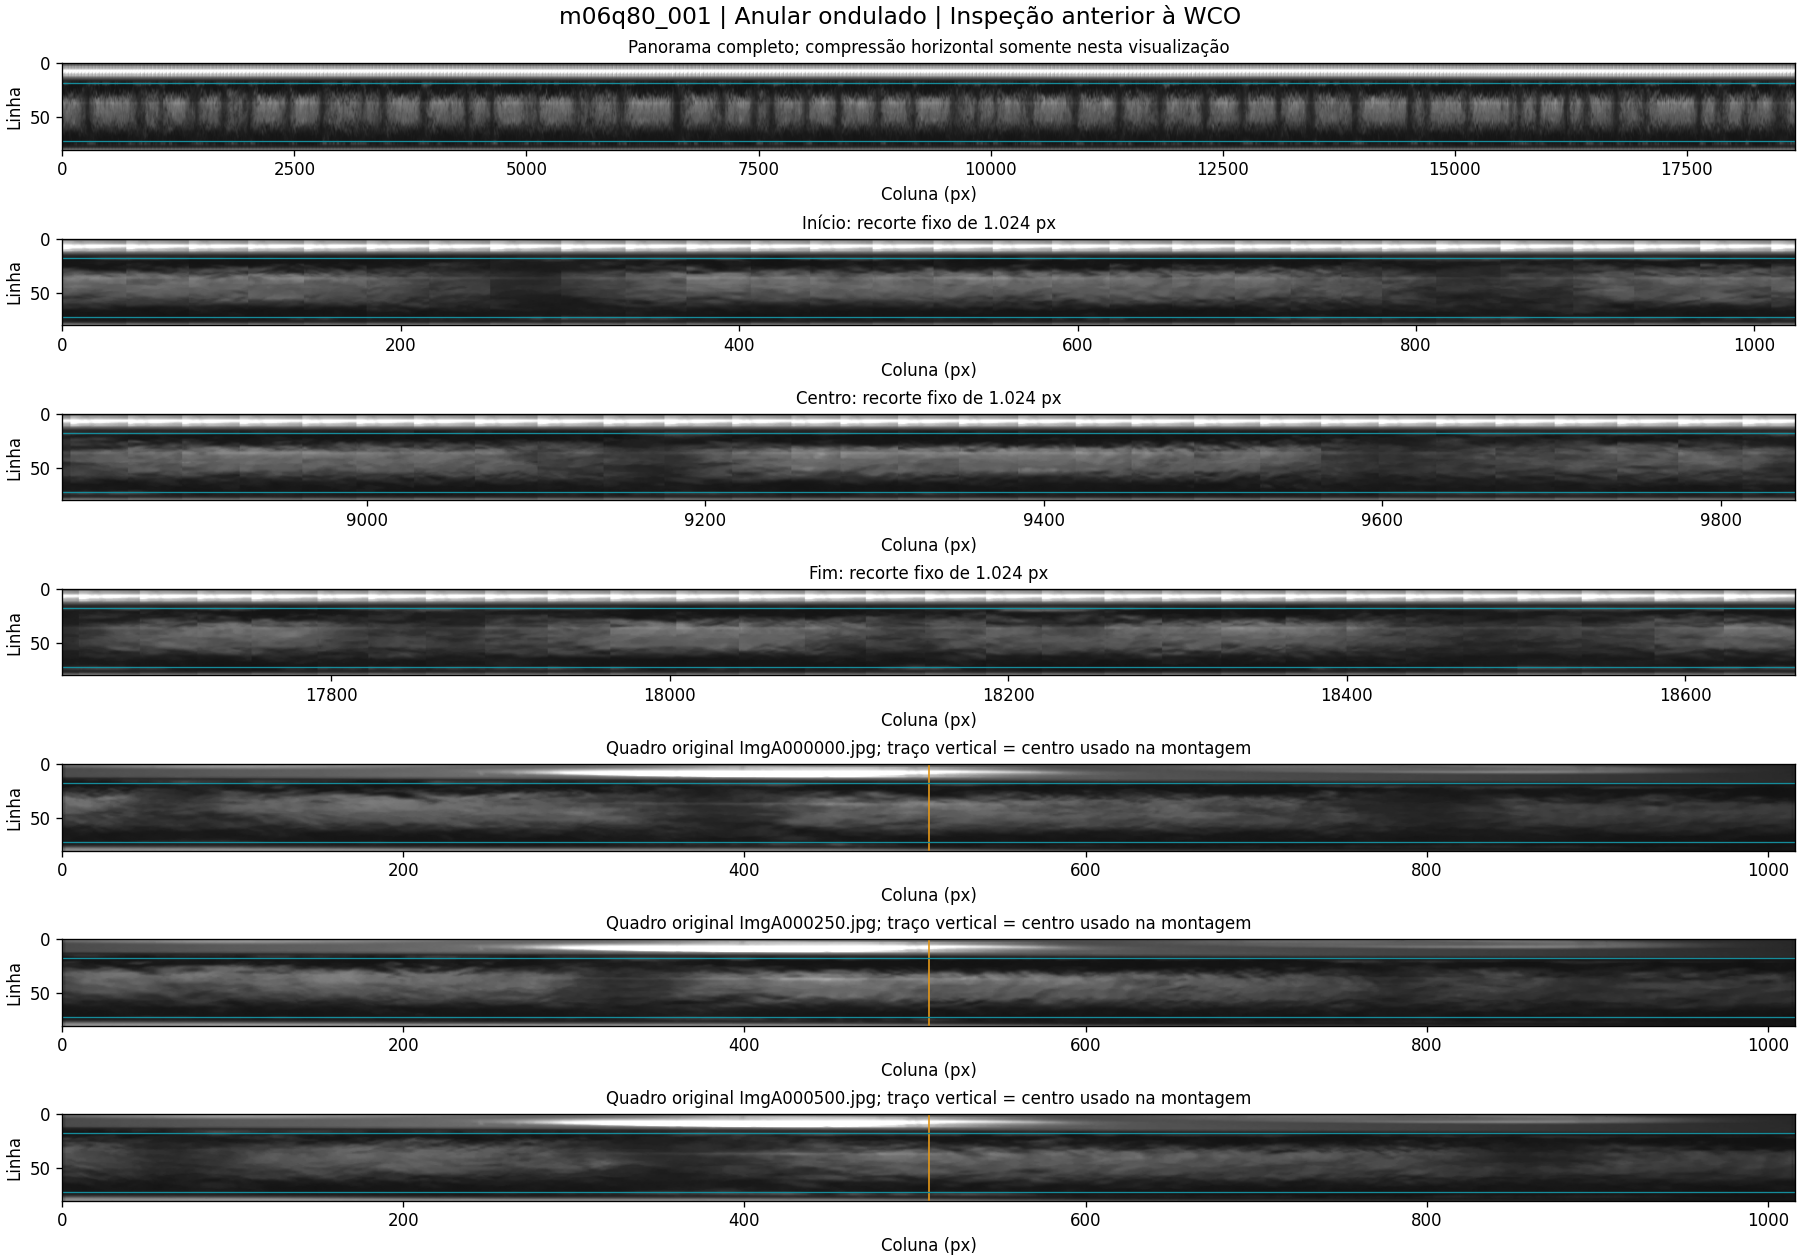 m06q80_001 | Anular ondulado | Inspeção anterior à WCO
Panorama completo; compressão horizontal somente nesta visualização
0
50
Linha
0 2500 5000 7500 10000 12500 15000 17500
Coluna (px)
Início: recorte fixo de 1.024 px
0
50
Linha
0 200 400 600 800 1000
Coluna (px)
Centro: recorte fixo de 1.024 px
0
50
Linha
9000 9200 9400 9600 9800
Coluna (px)
Fim: recorte fixo de 1.024 px
0
50
Linha
17800 18000 18200 18400 18600
Coluna (px)
Quadro original ImgA000000.jpg; traço vertical = centro usado na montagem
0
50
Linha
0 200 400 600 800 1000
Coluna (px)
Quadro original ImgA000250.jpg; traço vertical = centro usado na montagem
0
50
Linha
0 200 400 600 800 1000
Coluna (px)
Quadro original ImgA000500.jpg; traço vertical = centro usado na montagem
0
50
Linha
0 200 400 600 800 1000
Coluna (px)